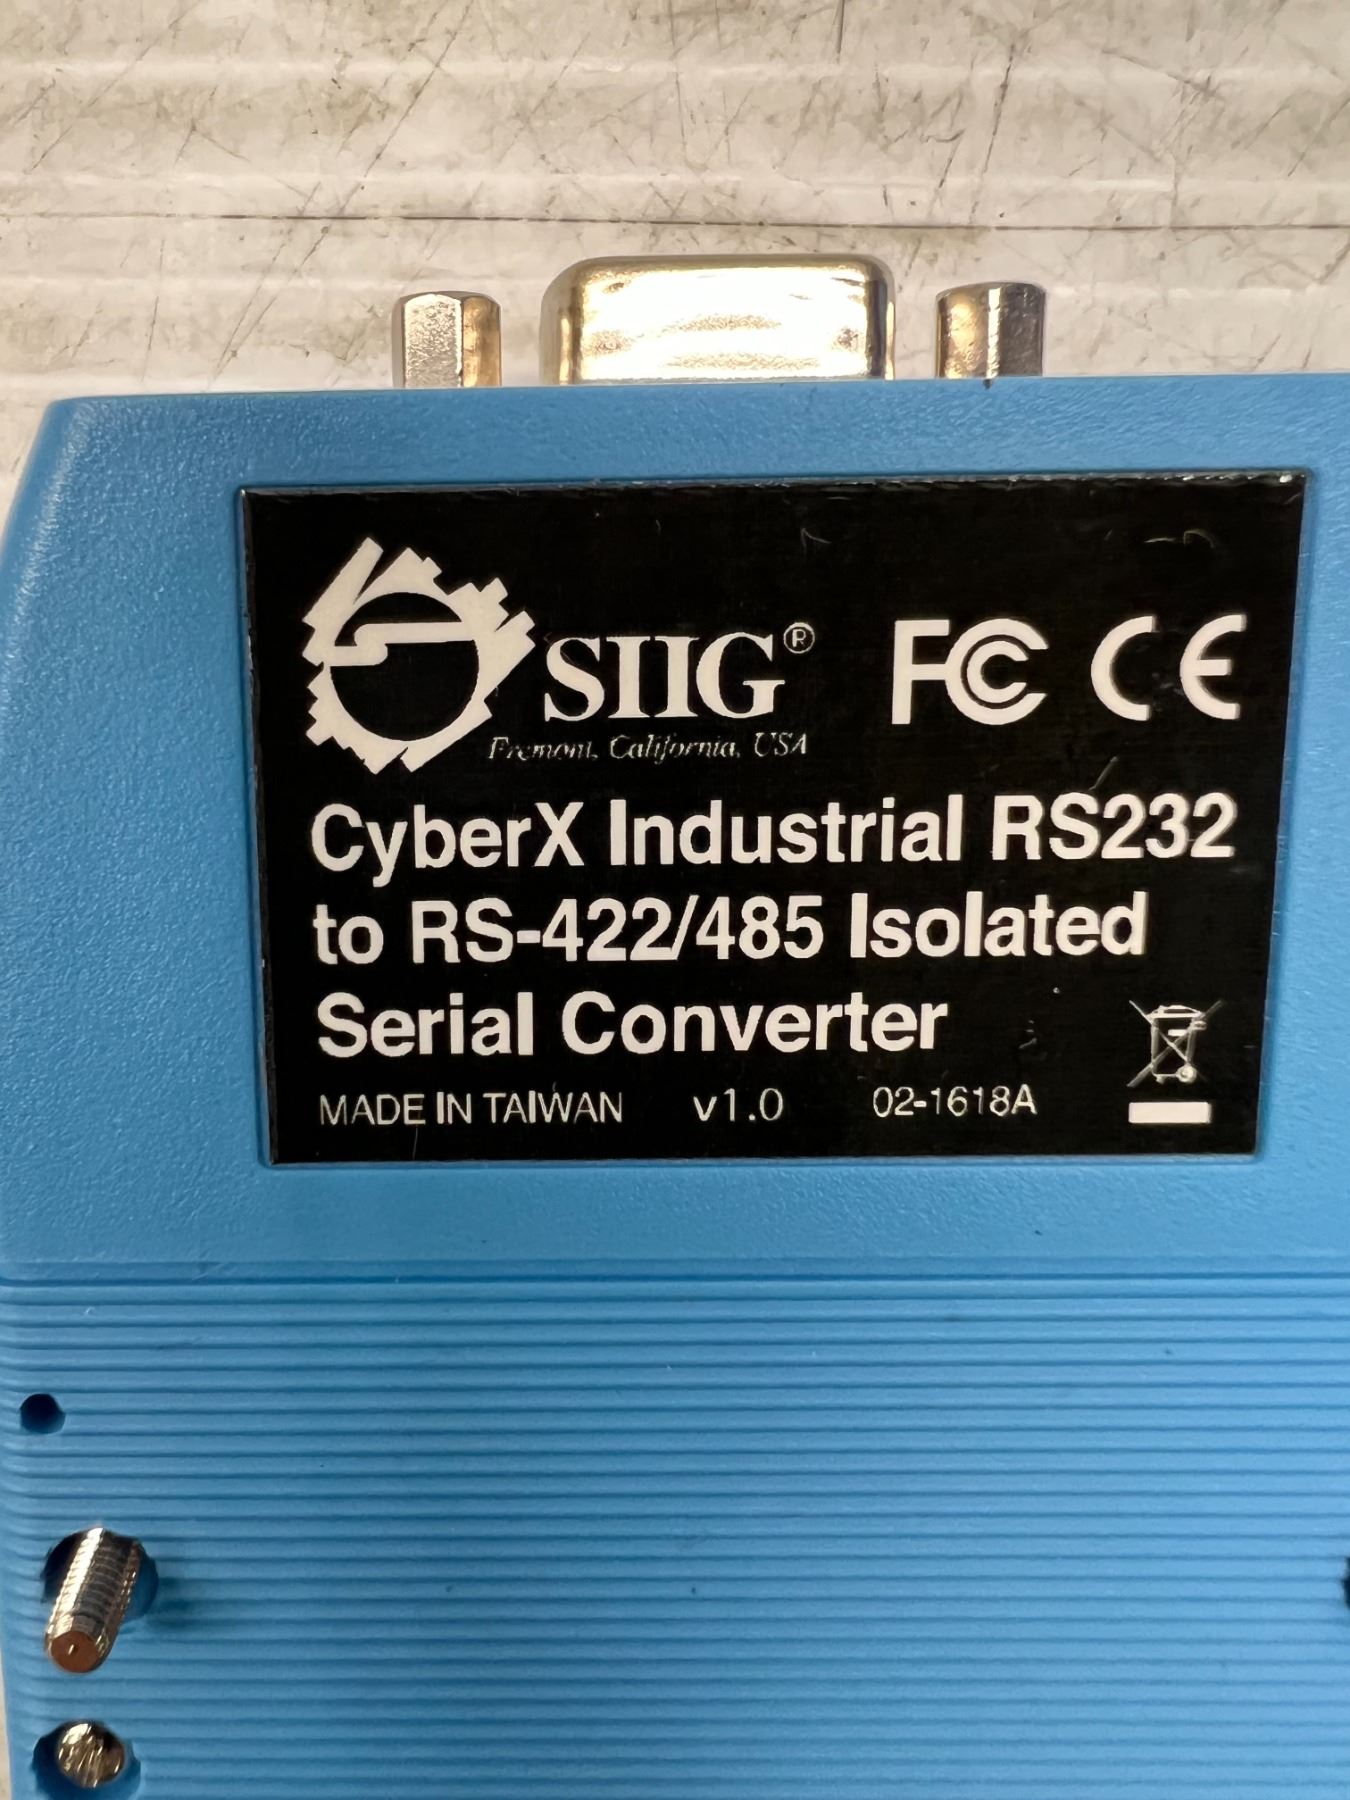 SIIG® FC CE
Fremont, California, USA
CyberX Industrial RS232
to RS-422/485 Isolated
Serial Converter
MADE IN TAIWAN v1.0 02-1618A